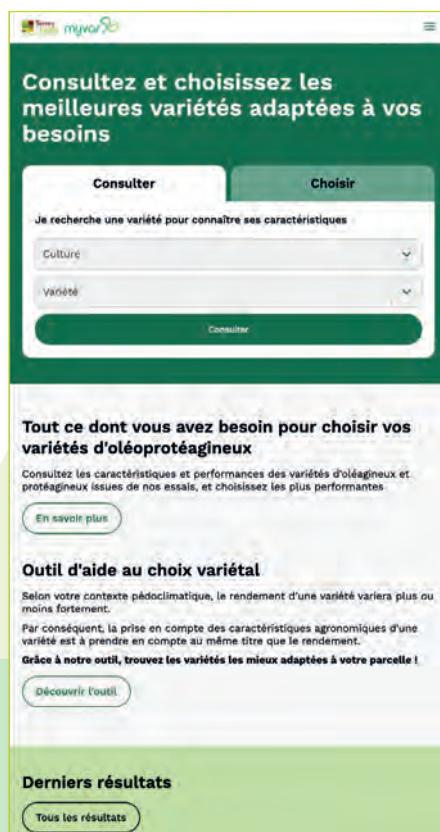 Terres
Inovia
myvar
Consultez et choisissez les
meilleures variétés adaptées à vos
besoins
Consulter
Choisir
Je recherche une variété pour connaître ses caractéristiques
Culture
Variété
Consulter
Tout ce dont vous avez besoin pour choisir vos
variétés d'oléoprotéagineux
Consultez les caractéristiques et performances des variétés d'oléagineux et
protéagineux issues de nos essais, et choisissez les plus performantes
En savoir plus
Outil d'aide au choix variétal
Selon votre contexte pédoclimatique, le rendement d'une variété variera plus ou
moins fortement.
Par conséquent, la prise en compte des caractéristiques agronomiques d'une
variété est à prendre en compte au même titre que le rendement.
Grâce à notre outil, trouvez les variétés les mieux adaptées à votre parcelle !
Découvrir l'outil
Derniers résultats
Tous les résultats